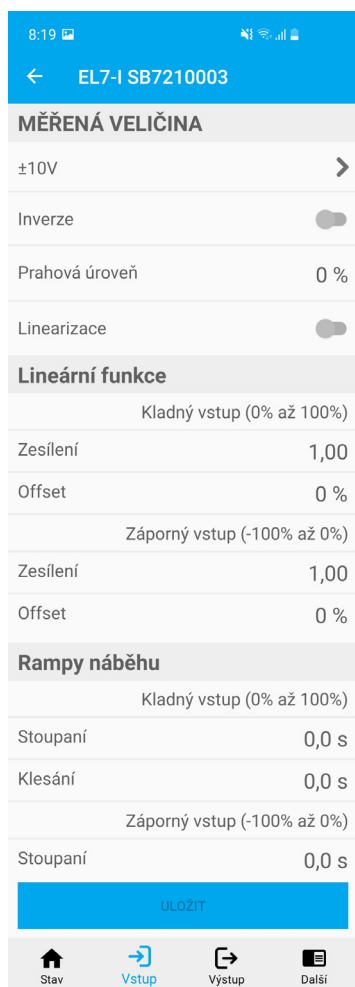 8:19
EL7-I SB7210003
MĚŘENÁ VELIČINA
±10V
Inverze
Prahová úroveň 0 %
Linearizace
Lineární funkce
Kladný vstup (0% až 100%)
Zesílení 1,00
Offset 0 %
Záporný vstup (-100% až 0%)
Zesílení 1,00
Offset 0 %
Rampy náběhu
Kladný vstup (0% až 100%)
Stoupaní 0,0 s
Klesání 0,0 s
Záporný vstup (-100% až 0%)
Stoupaní 0,0 s
ULOŽIT
Stav Vstup Výstup Další